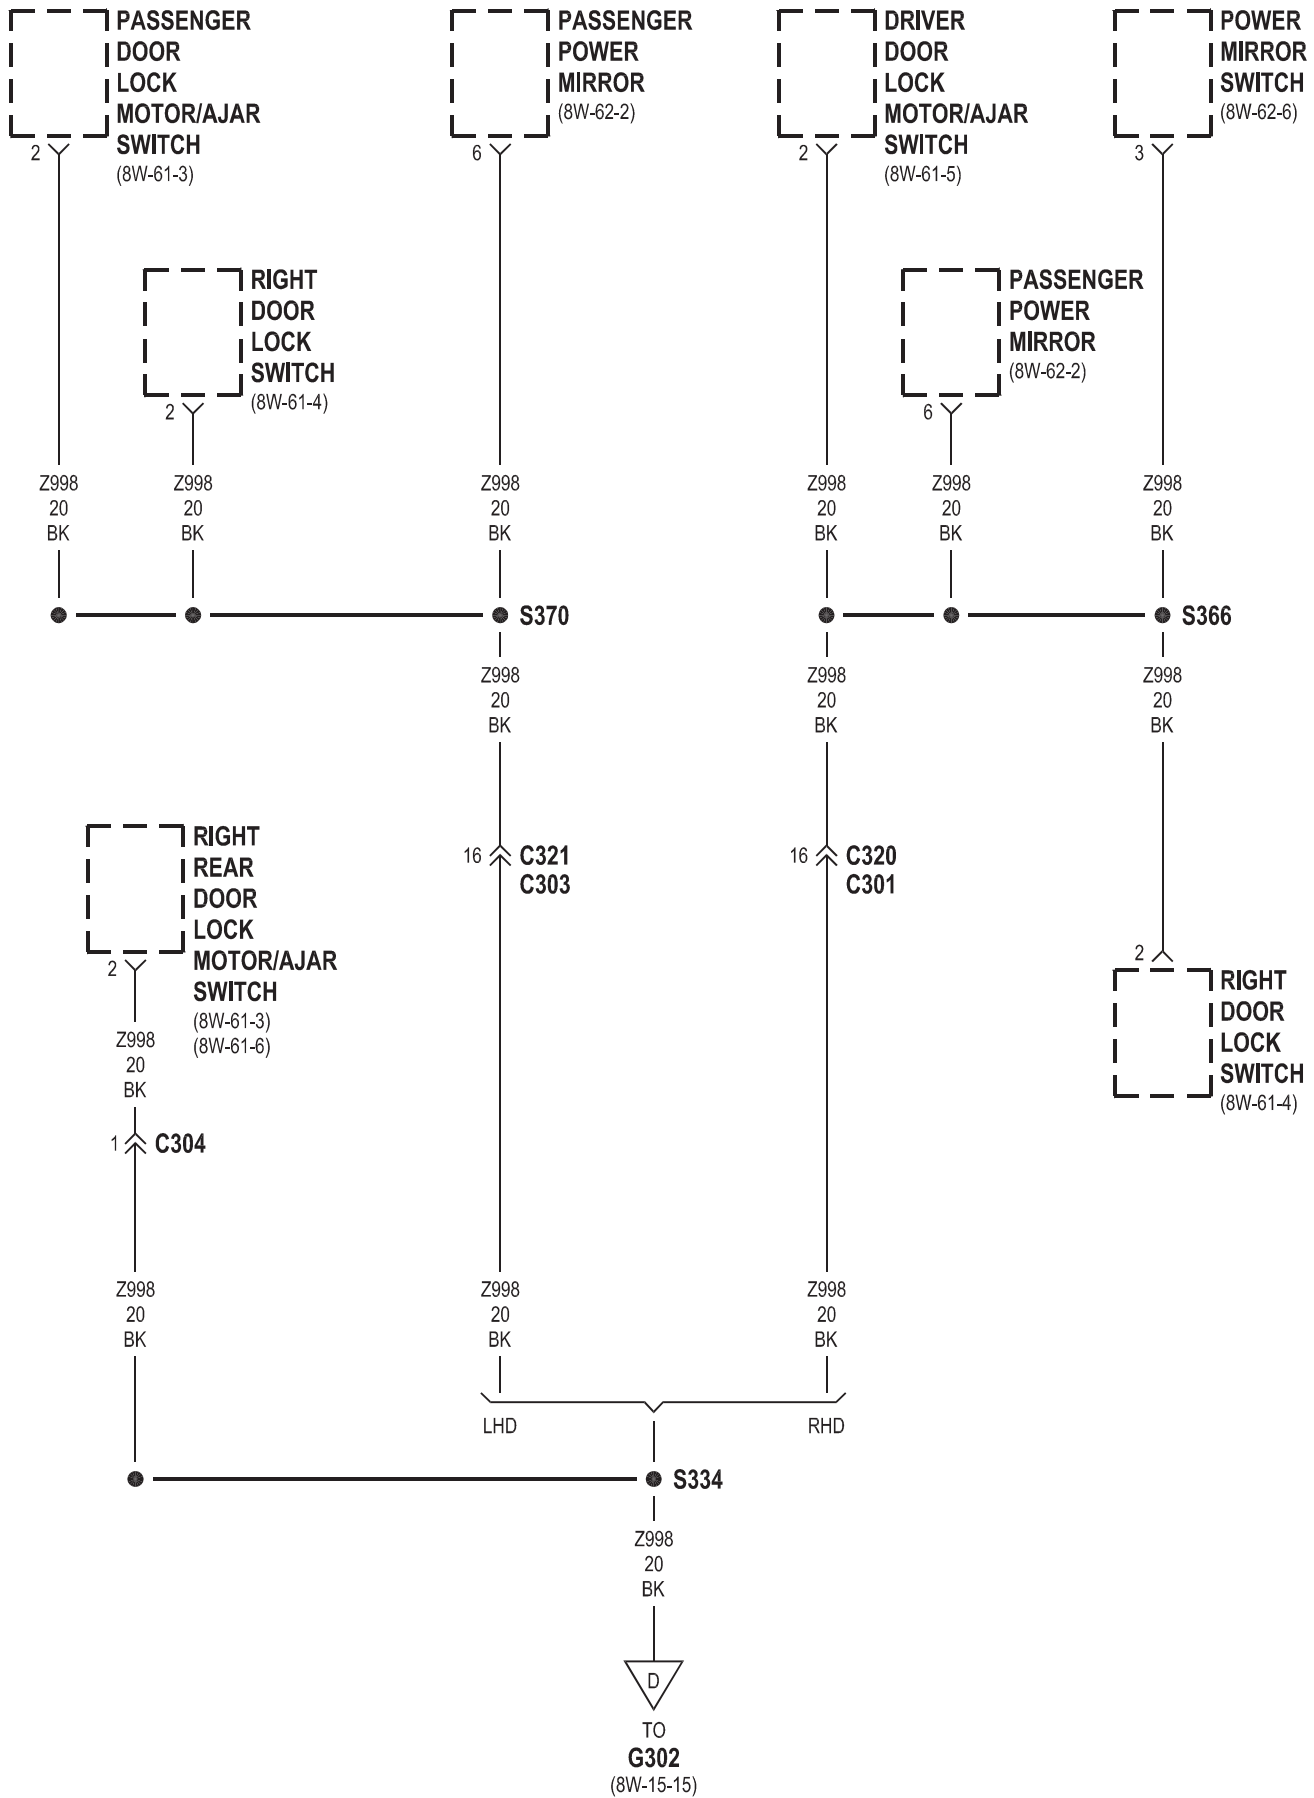 PASSENGER
DOOR
LOCK
MOTOR/AJAR
SWITCH
(8W-61-3)
2
PASSENGER
POWER
MIRROR
(8W-62-2)
6
DRIVER
DOOR
LOCK
MOTOR/AJAR
SWITCH
(8W-61-5)
2
POWER
MIRROR
SWITCH
(8W-62-6)
3
RIGHT
DOOR
LOCK
SWITCH
(8W-61-4)
2
PASSENGER
POWER
MIRROR
(8W-62-2)
6
Z998
20
BK
Z998
20
BK
Z998
20
BK
Z998
20
BK
Z998
20
BK
Z998
20
BK
S370
S366
Z998
20
BK
Z998
20
BK
Z998
20
BK
16
C321
C303
16
C320
C301
RIGHT
REAR
DOOR
LOCK
MOTOR/AJAR
SWITCH
(8W-61-3)
(8W-61-6)
2
Z998
20
BK
1
C304
2
RIGHT
DOOR
LOCK
SWITCH
(8W-61-4)
Z998
20
BK
Z998
20
BK
Z998
20
BK
LHD
RHD
S334
Z998
20
BK
D
TO
G302
(8W-15-15)